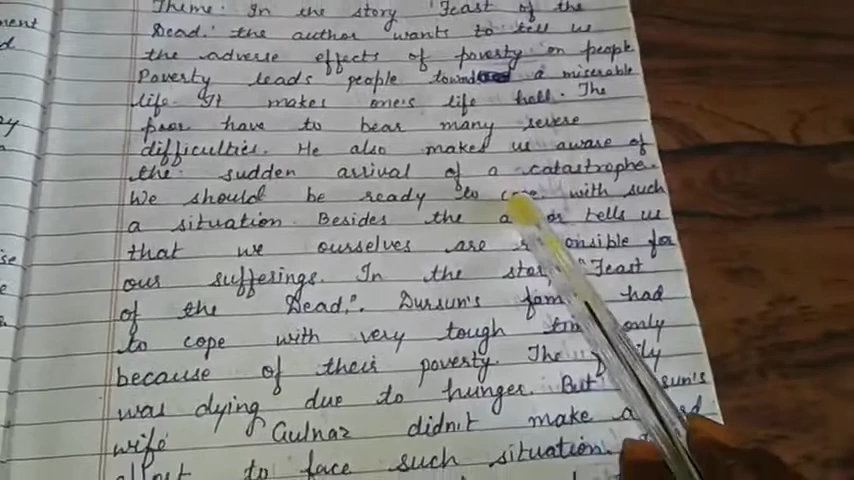 Theme: In the story 'Feast of the
Dead.' the author wants to tell us
the adverse effects of poverty on people
Poverty leads people toward a miserable
life. It makes one's life hell. The
poor have to bear many severe
difficulties. He also makes us aware of
the sudden arrival of a catastrophe.
We should be ready to with such
a situation. Besides the tells us
that we ourselves are for
our sufferings. In the "Feast
of the Dead,". Dursun's had
to cope with very tough only
because of their poverty. The
was dying due to hunger. But
wife Gulnaz didn't make a
to face such situation.
ment